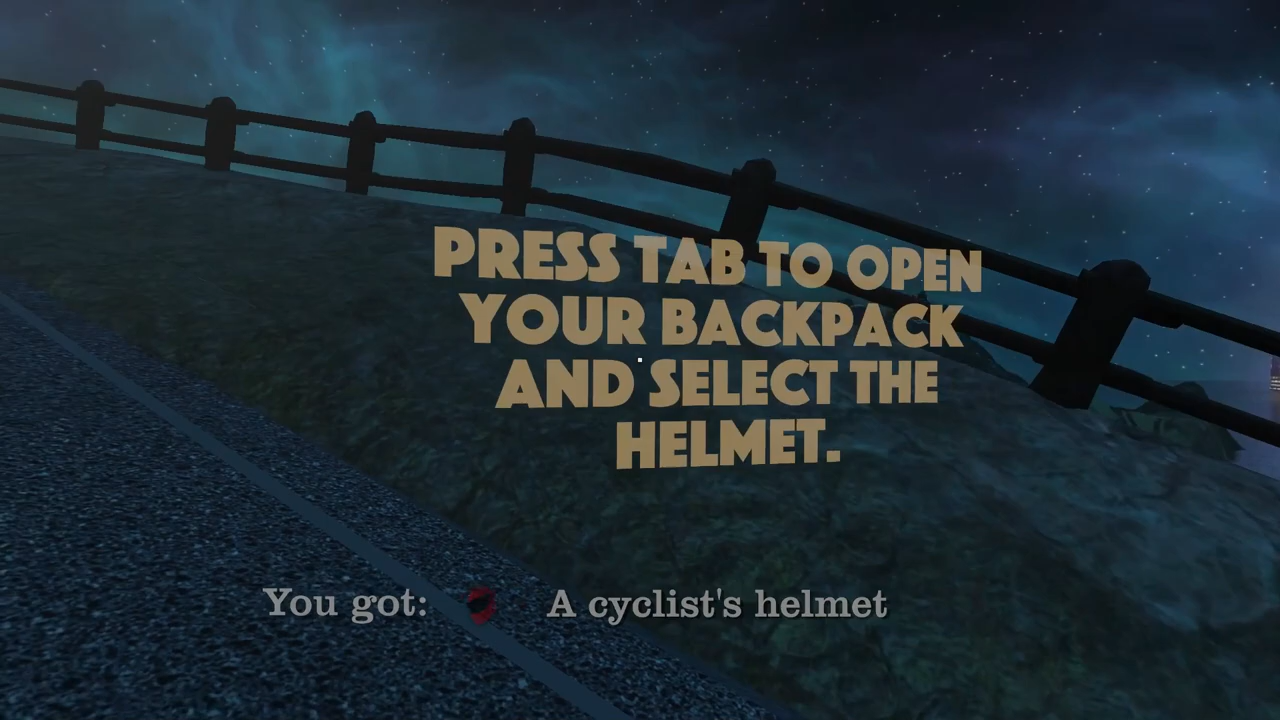 PRESS TAB TO OPEN
YOUR BACKPACK
AND SELECT THE
HELMET.
You got: A cyclist's helmet